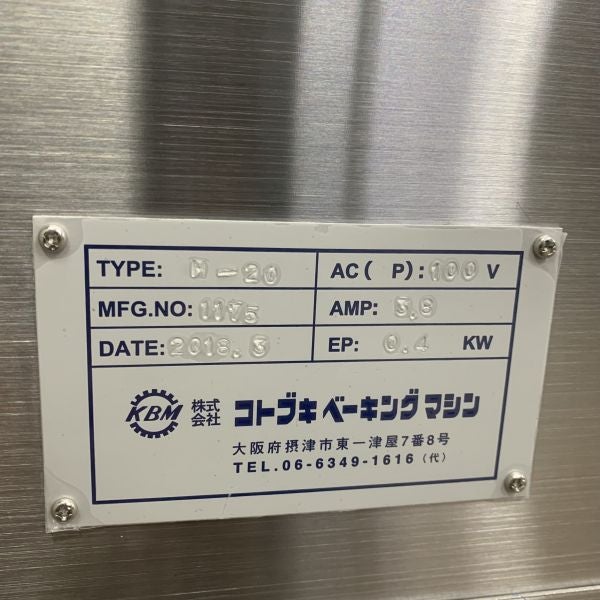 TYPE: M-20 AC( P):100 V
MFG.NO: 1175 AMP: 3.8
DATE: 2018.3 EP: 0.4 KW
KBM 株式会社 コトブキベーキングマシン
大阪府摂津市東一津屋7番8号
TEL.06-6349-1616(代)